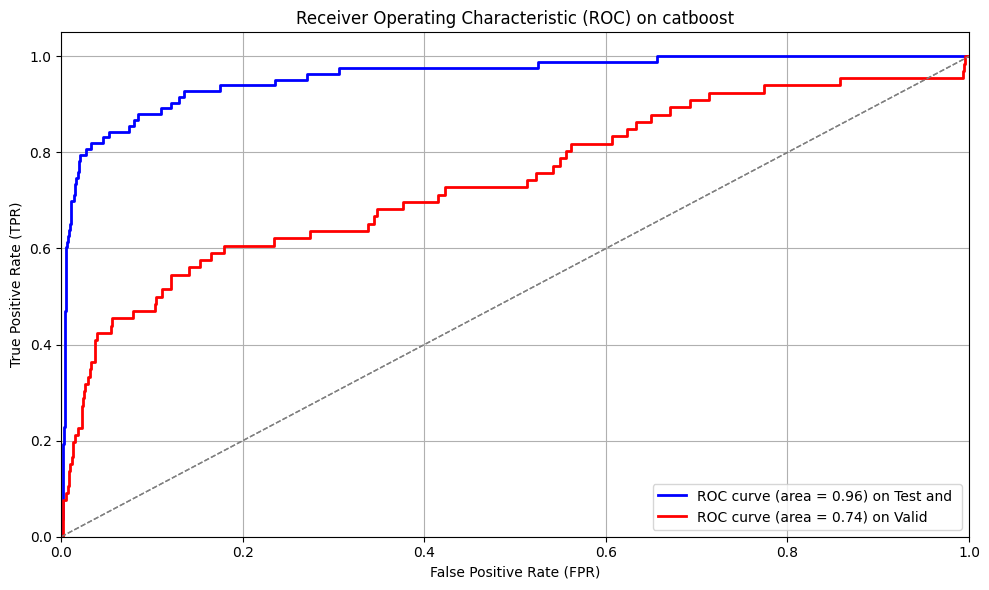 Receiver Operating Characteristic (ROC) on catboost
True Positive Rate (TPR)
1.0
0.8
0.6
0.4
0.2
0.0
0.0 0.2 0.4 0.6 0.8 1.0
False Positive Rate (FPR)
ROC curve (area = 0.96) on Test and
ROC curve (area = 0.74) on Valid